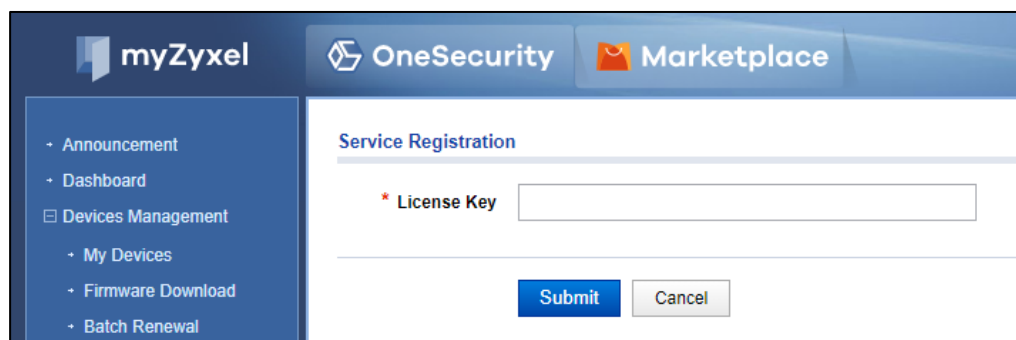 myZyxel
OneSecurity
Marketplace
Announcement
Dashboard
Devices Management
My Devices
Firmware Download
Batch Renewal
Service Registration
* License Key
Submit
Cancel